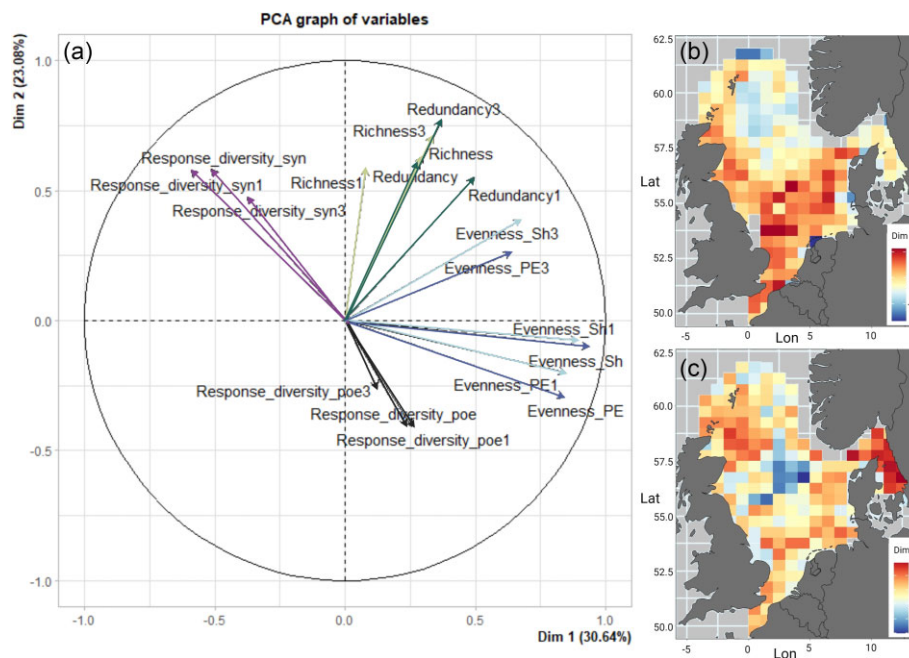 PCA graph of variables
(a)
Dim 2 (23.08%)
1.0
0.5
0.0
-0.5
-1.0
Redundancy3
Richness3
Response_diversity_syn
Richness
Response_diversity_syn1
Richness1
Redundancy
Response_diversity_syn3
Redundancy1
Evenness_Sh3
Evenness_PE3
Evenness_Sh1
Evenness_Sh
Response_diversity_poe3
Evenness_PE1
Response_diversity_poe
Evenness_PE
Response_diversity_poe1
-1.0 -0.5 0.0 0.5 1.0
Dim 1 (30.64%)
(b)
62.5
60.0
57.5
Lat
55.0
52.5
50.0
Dim
-5 0 5 10
Lon
(c)
62.5
60.0
57.5
Lat
55.0
52.5
50.0
Dim
-5 0 5 10
Lon